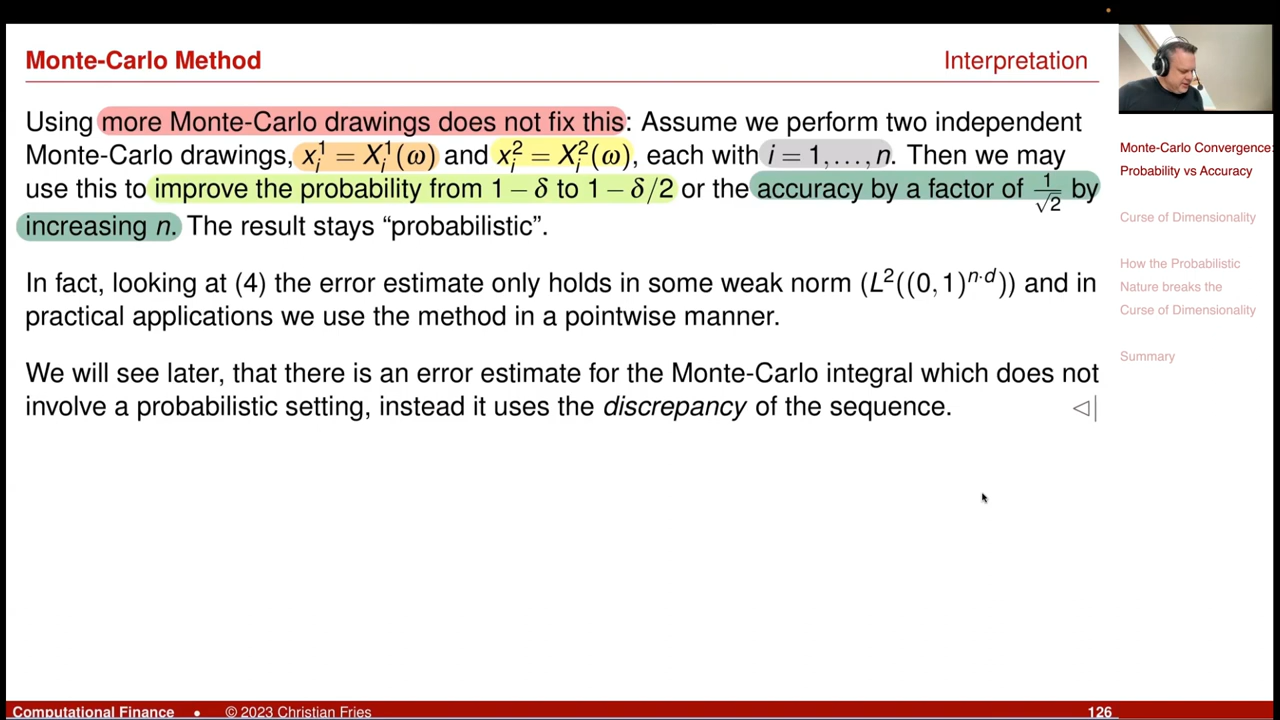 Monte-Carlo Method Interpretation
Using more Monte-Carlo drawings does not fix this: Assume we perform two independent
Monte-Carlo drawings, x_i^1 = X_i^1(ω) and x_i^2 = X_i^2(ω), each with i = 1,...,n. Then we may
use this to improve the probability from 1 − δ to 1 − δ/2 or the accuracy by a factor of 1/√2 by
increasing n. The result stays “probabilistic”.
In fact, looking at (4) the error estimate only holds in some weak norm (L²((0,1)^{n·d})) and in
practical applications we use the method in a pointwise manner.
We will see later, that there is an error estimate for the Monte-Carlo integral which does not
involve a probabilistic setting, instead it uses the discrepancy of the sequence. ◁|
Monte-Carlo Convergence:
Probability vs Accuracy
Curse of Dimensionality
How the Probabilistic
Nature breaks the
Curse of Dimensionality
Summary
Computational Finance • © 2023 Christian Fries 126